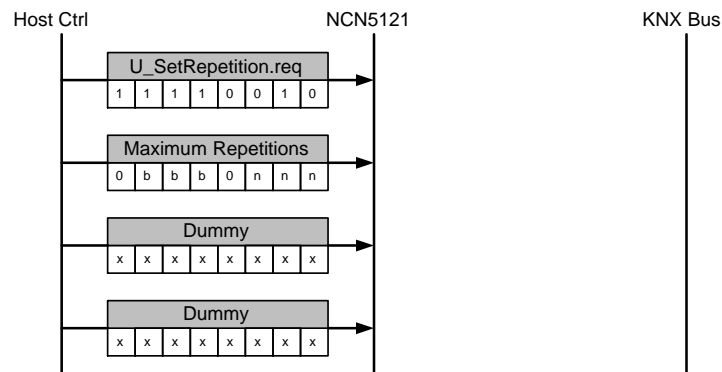 Host Ctrl NCN5121 KNX Bus
U_SetRepetition.req
1 1 1 1 0 0 1 0
Maximum Repetitions
0 b b b 0 n n n
Dummy
x x x x x x x x
Dummy
x x x x x x x x